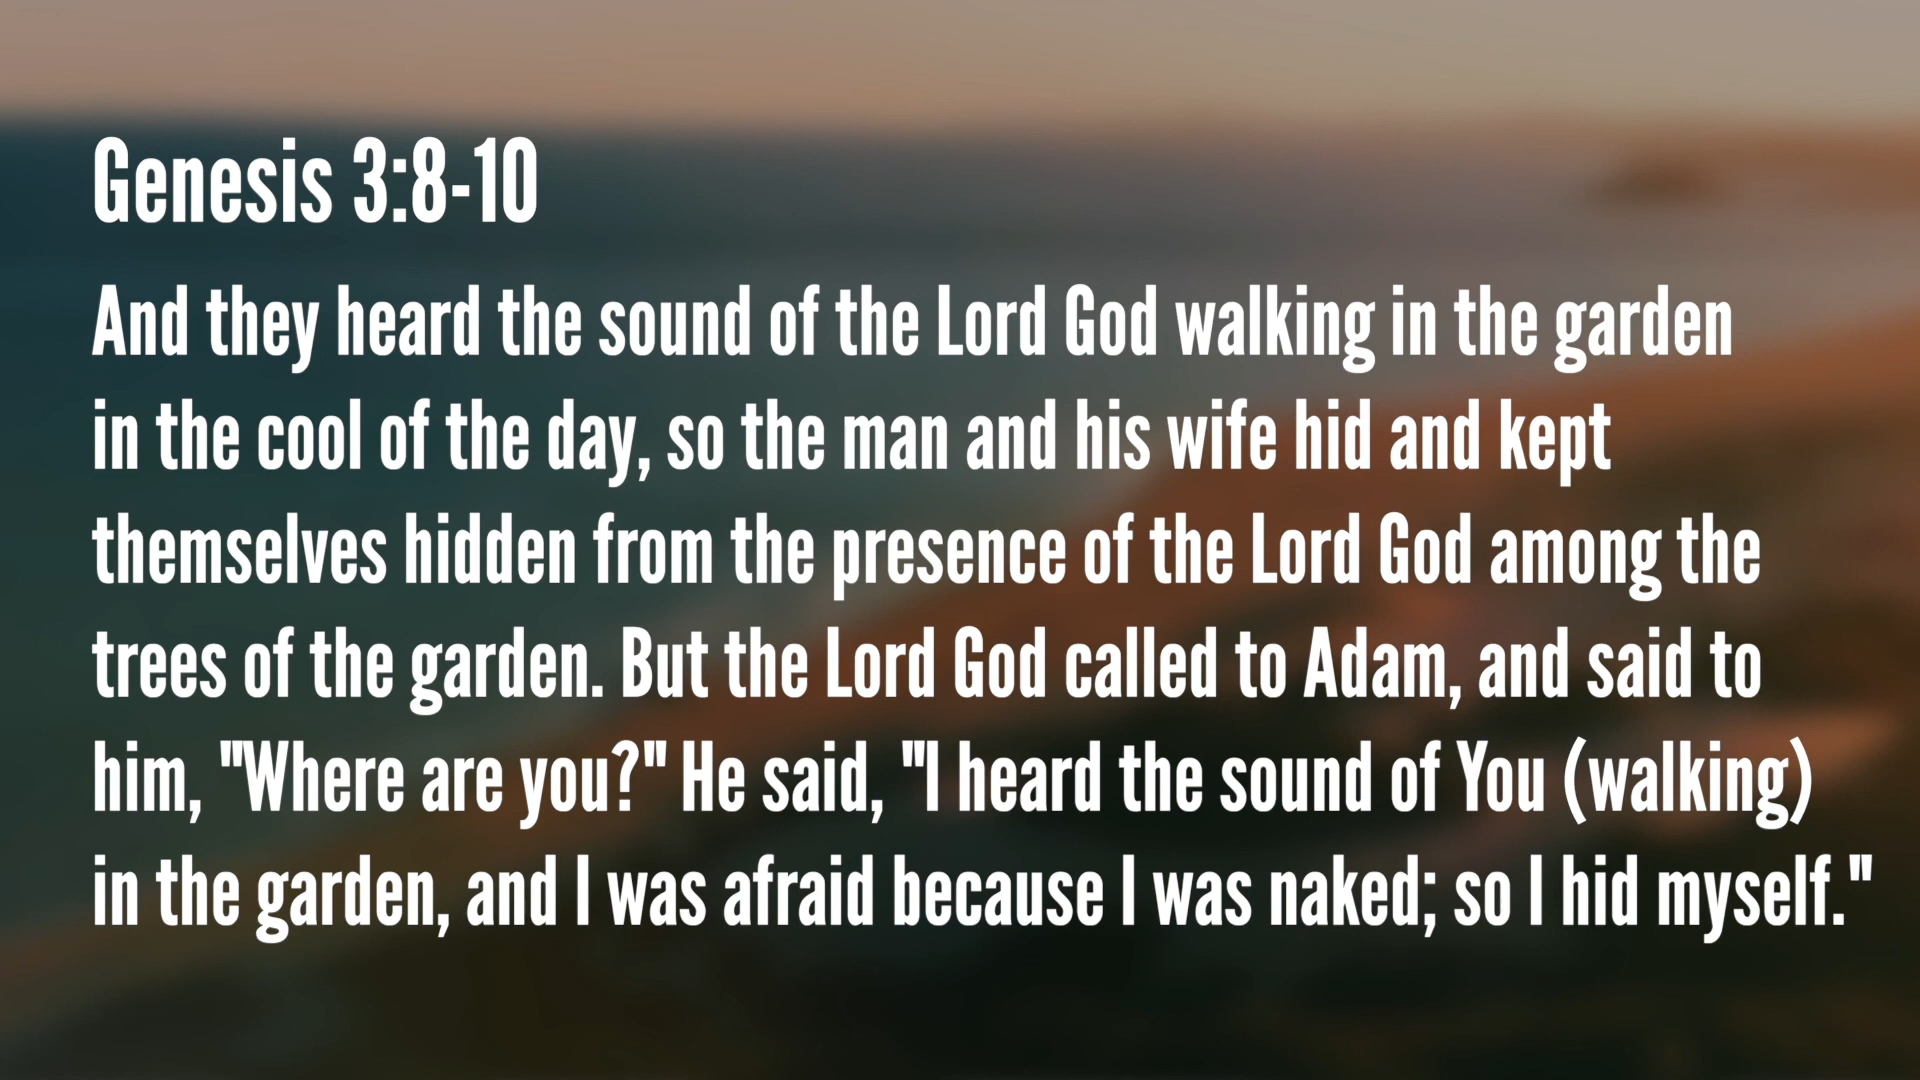 Genesis 3:8-10
And they heard the sound of the Lord God walking in the garden
in the cool of the day, so the man and his wife hid and kept
themselves hidden from the presence of the Lord God among the
trees of the garden. But the Lord God called to Adam, and said to
him, "Where are you?" He said, "I heard the sound of You (walking)
in the garden, and I was afraid because I was naked; so I hid myself."